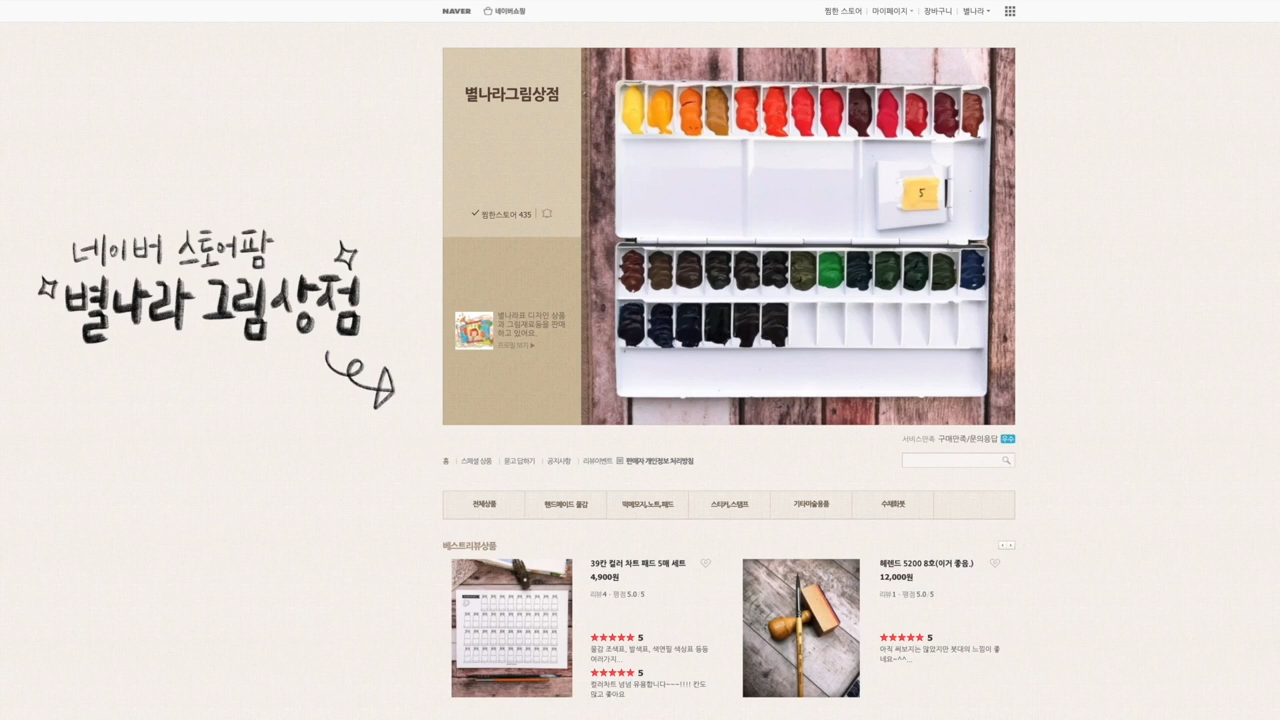 NAVER 네이버쇼핑 찜한 스토어 마이페이지 장바구니 별나라
별나라그림상점
5
찜한스토어 435
네이버 스토어팜
별나라 그림상점
별나라표 디자인 상품
과 그림재료등을 판매
하고 있어요.
프로필 보기 ▶
서비스만족 구매만족/문의응답 우수
홈 스페셜 상품 묻고 답하기 공지사항 리뷰이벤트 판매자 개인정보 처리방침
전체상품 핸드메이드 물감 떡메모지,노트,패드 스티커,스탬프 기타미술용품 수채화붓
베스트리뷰상품
39칸 컬러 차트 패드 5매 세트
4,900원
리뷰4 · 평점 5.0/5
★★★★★ 5
물감 조색표, 발색표, 색연필 색상표 등등
여러가지...
★★★★★ 5
컬러차트 넘넘 유용합니다~~~!!!! 칸도
많고 좋아요
헤렌드 5200 8호(이거 좋음.)
12,000원
리뷰1 · 평점 5.0/5
★★★★★ 5
아직 써보지는 않았지만 붓대의 느낌이 좋
네요~^^...